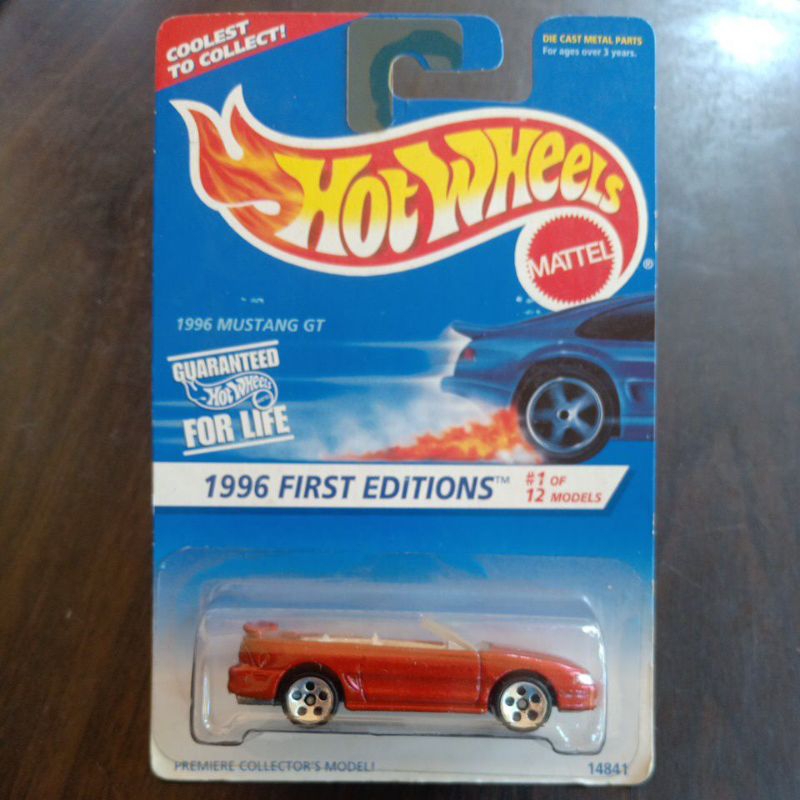 COOLEST
TO COLLECT!
DIE CAST METAL PARTS
For ages over 3 years.
HOT WHEELS
MATTEL
®
1996 MUSTANG GT
GUARANTEED
HOT WHEELS
FOR LIFE
1996 FIRST EDITIONS™
#1 OF
12 MODELS
PREMIERE COLLECTOR'S MODEL!
14841